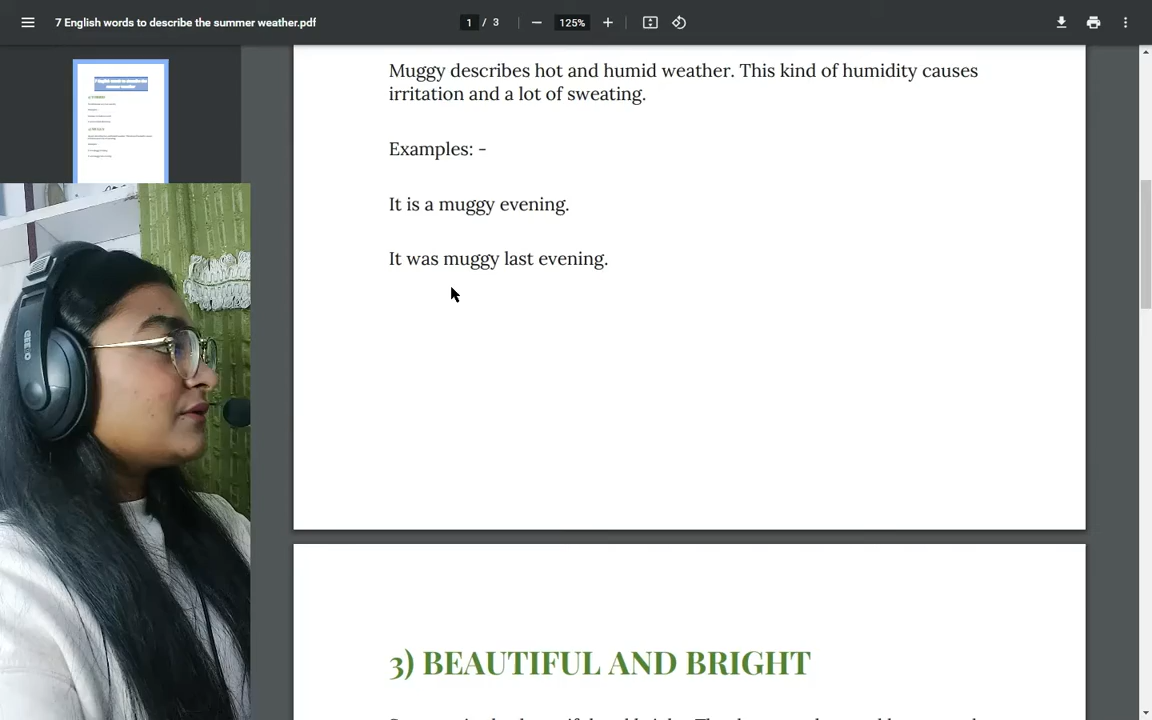 7 English words to describe the summer weather.pdf
1 / 3
125%
Muggy describes hot and humid weather. This kind of humidity causes
irritation and a lot of sweating.
Examples: -
It is a muggy evening.
It was muggy last evening.
3) BEAUTIFUL AND BRIGHT